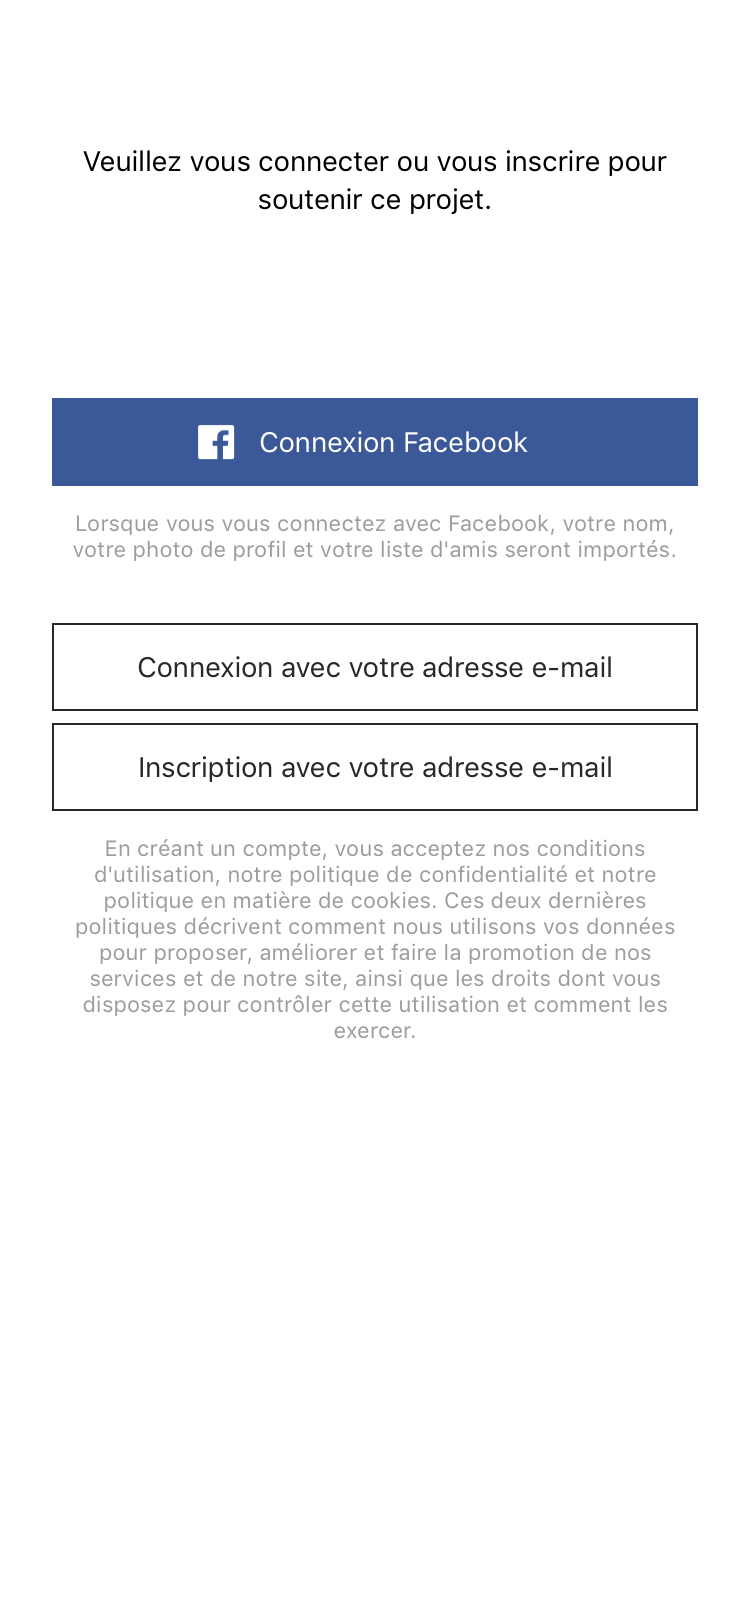 Veuillez vous connecter ou vous inscrire pour
soutenir ce projet.
Connexion Facebook
Lorsque vous vous connectez avec Facebook, votre nom,
votre photo de profil et votre liste d'amis seront importés.
Connexion avec votre adresse e-mail
Inscription avec votre adresse e-mail
En créant un compte, vous acceptez nos conditions
d'utilisation, notre politique de confidentialité et notre
politique en matière de cookies. Ces deux dernières
politiques décrivent comment nous utilisons vos données
pour proposer, améliorer et faire la promotion de nos
services et de notre site, ainsi que les droits dont vous
disposez pour contrôler cette utilisation et comment les
exercer.